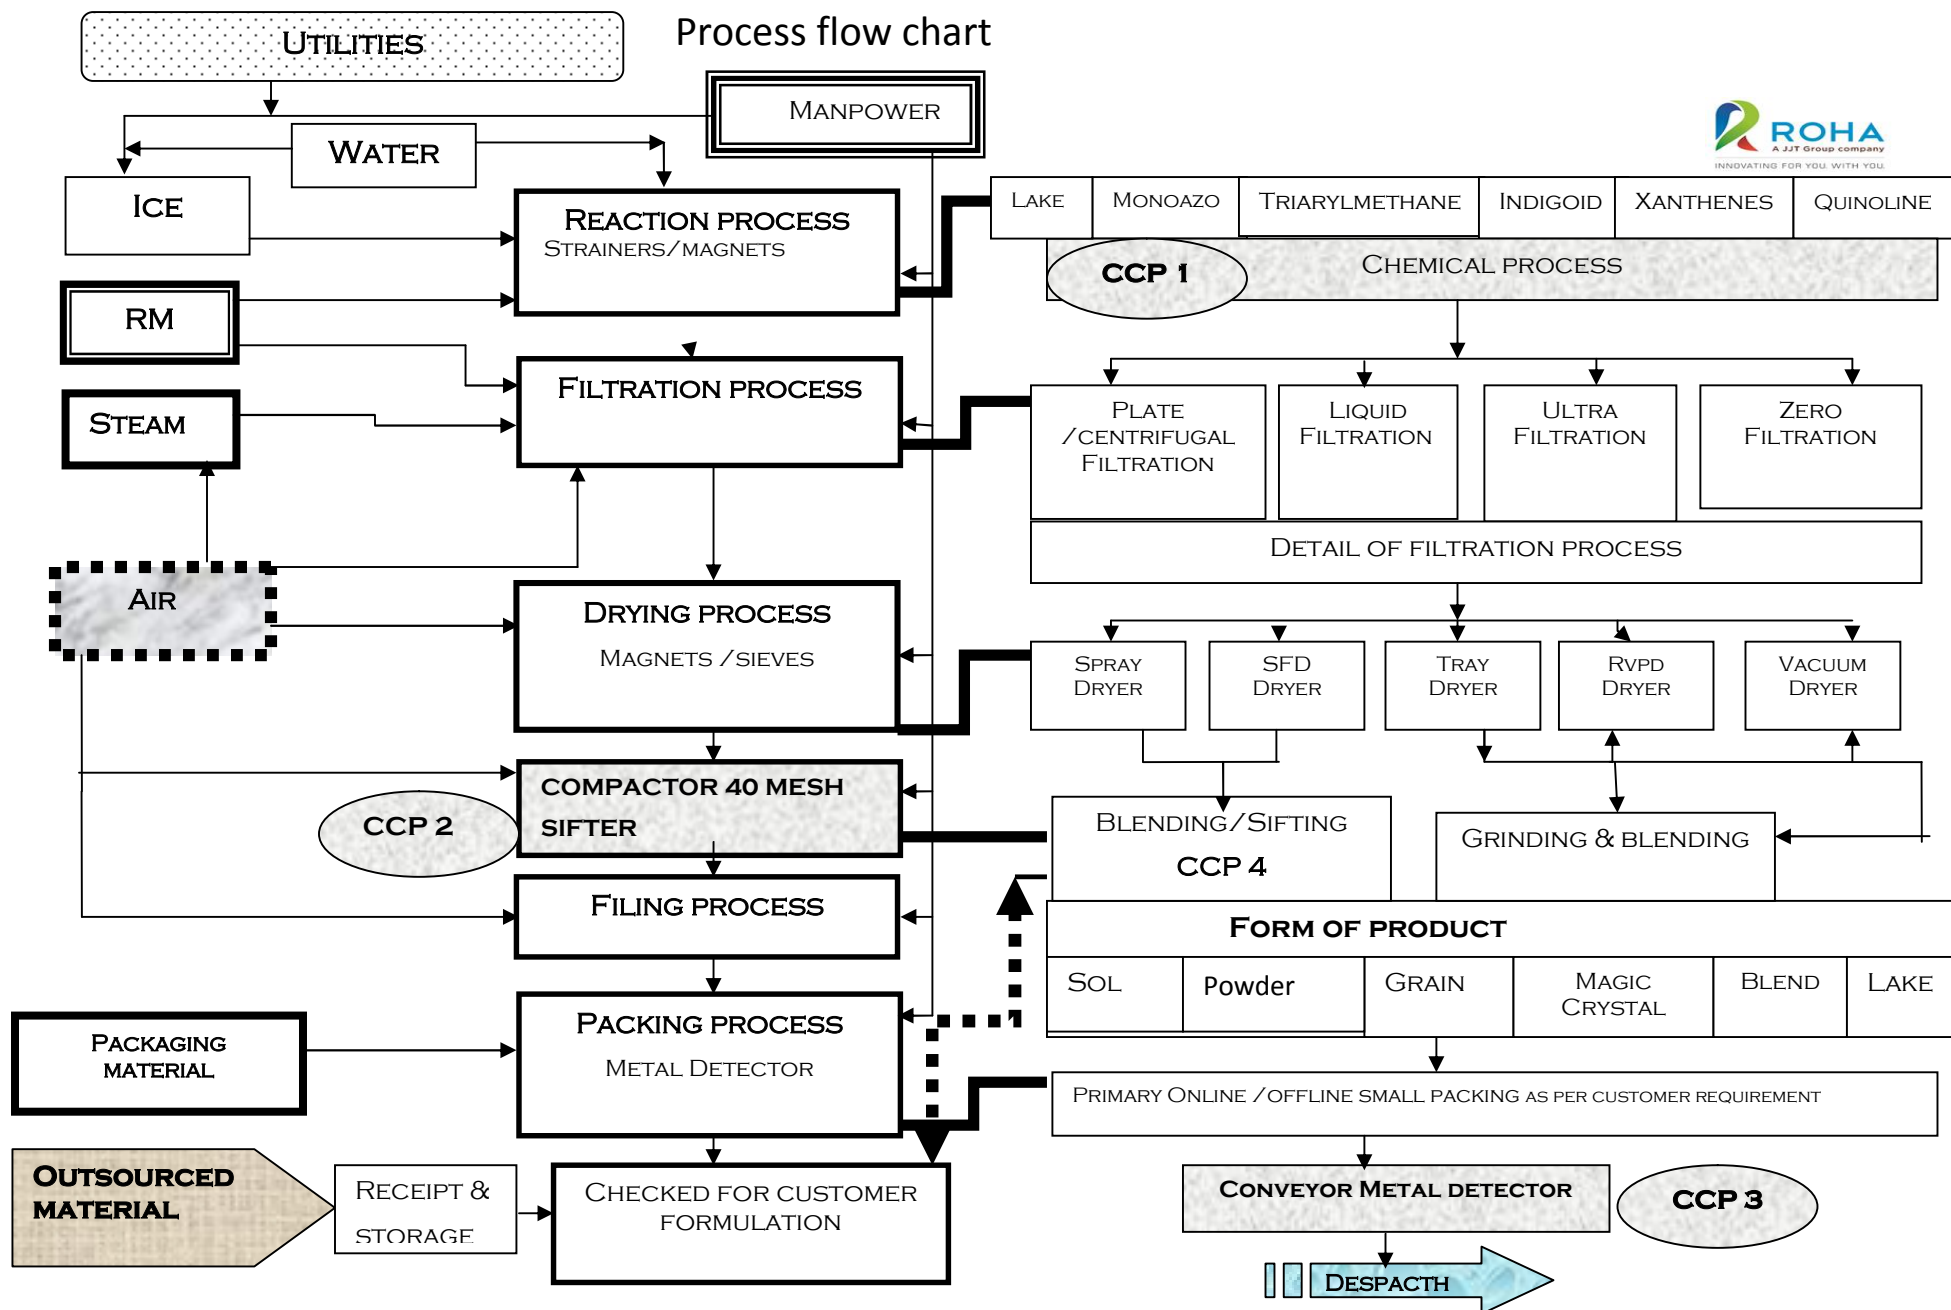 Process flow chart
UTILITIES
MANPOWER
WATER
ICE
ROHA
A JJT Group company
INNOVATING FOR YOU. WITH YOU.
REACTION PROCESS
STRAINERS/MAGNETS
LAKE
MONOAZO
TRIARYLMETHANE
INDIGOID
XANTHENES
QUINOLINE
CCP 1
CHEMICAL PROCESS
RM
FILTRATION PROCESS
STEAM
PLATE
/CENTRIFUGAL
FILTRATION
LIQUID
FILTRATION
ULTRA
FILTRATION
ZERO
FILTRATION
DETAIL OF FILTRATION PROCESS
AIR
DRYING PROCESS
MAGNETS /SIEVES
SPRAY
DRYER
SFD
DRYER
TRAY
DRYER
RVPD
DRYER
VACUUM
DRYER
COMPACTOR 40 MESH
SIFTER
CCP 2
BLENDING/SIFTING
CCP 4
GRINDING & BLENDING
FILING PROCESS
FORM OF PRODUCT
SOL
Powder
GRAIN
MAGIC
CRYSTAL
BLEND
LAKE
PACKING PROCESS
METAL DETECTOR
PACKAGING
MATERIAL
PRIMARY ONLINE /OFFLINE SMALL PACKING AS PER CUSTOMER REQUIREMENT
OUTSOURCED
MATERIAL
RECEIPT &
STORAGE
CHECKED FOR CUSTOMER
FORMULATION
CONVEYOR METAL DETECTOR
CCP 3
DESPACTH